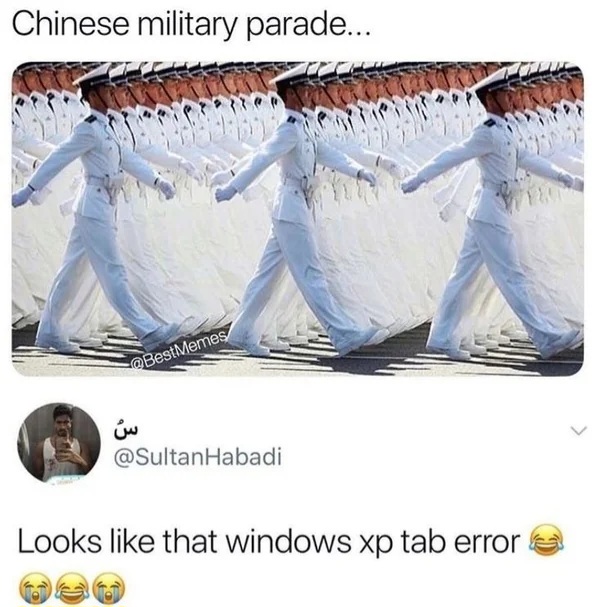 Chinese military parade...
@BestMemes
سُ
@SultanHabadi
Looks like that windows xp tab error 😂
😭😂😭